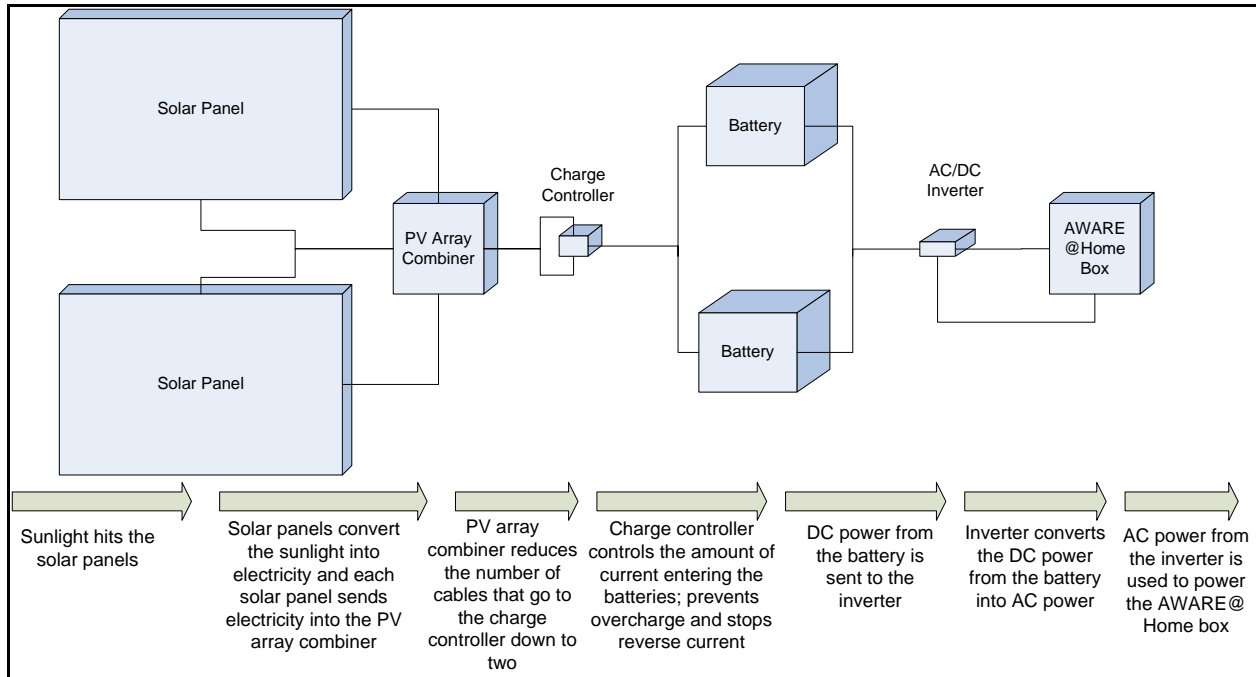 Solar Panel
Battery
Charge
Controller
AC/DC
Inverter
PV Array
Combiner
AWARE
@Home
Box
Solar Panel
Battery
Sunlight hits the
solar panels
Solar panels convert
the sunlight into
electricity and each
solar panel sends
electricity into the PV
array combiner
PV array
combiner reduces
the number of
cables that go to
the charge
controller down to
two
Charge controller
controls the amount of
current entering the
batteries; prevents
overcharge and stops
reverse current
DC power from
the battery is
sent to the
inverter
Inverter converts
the DC power
from the battery
into AC power
AC power from
the inverter is
used to power
the AWARE@
Home box